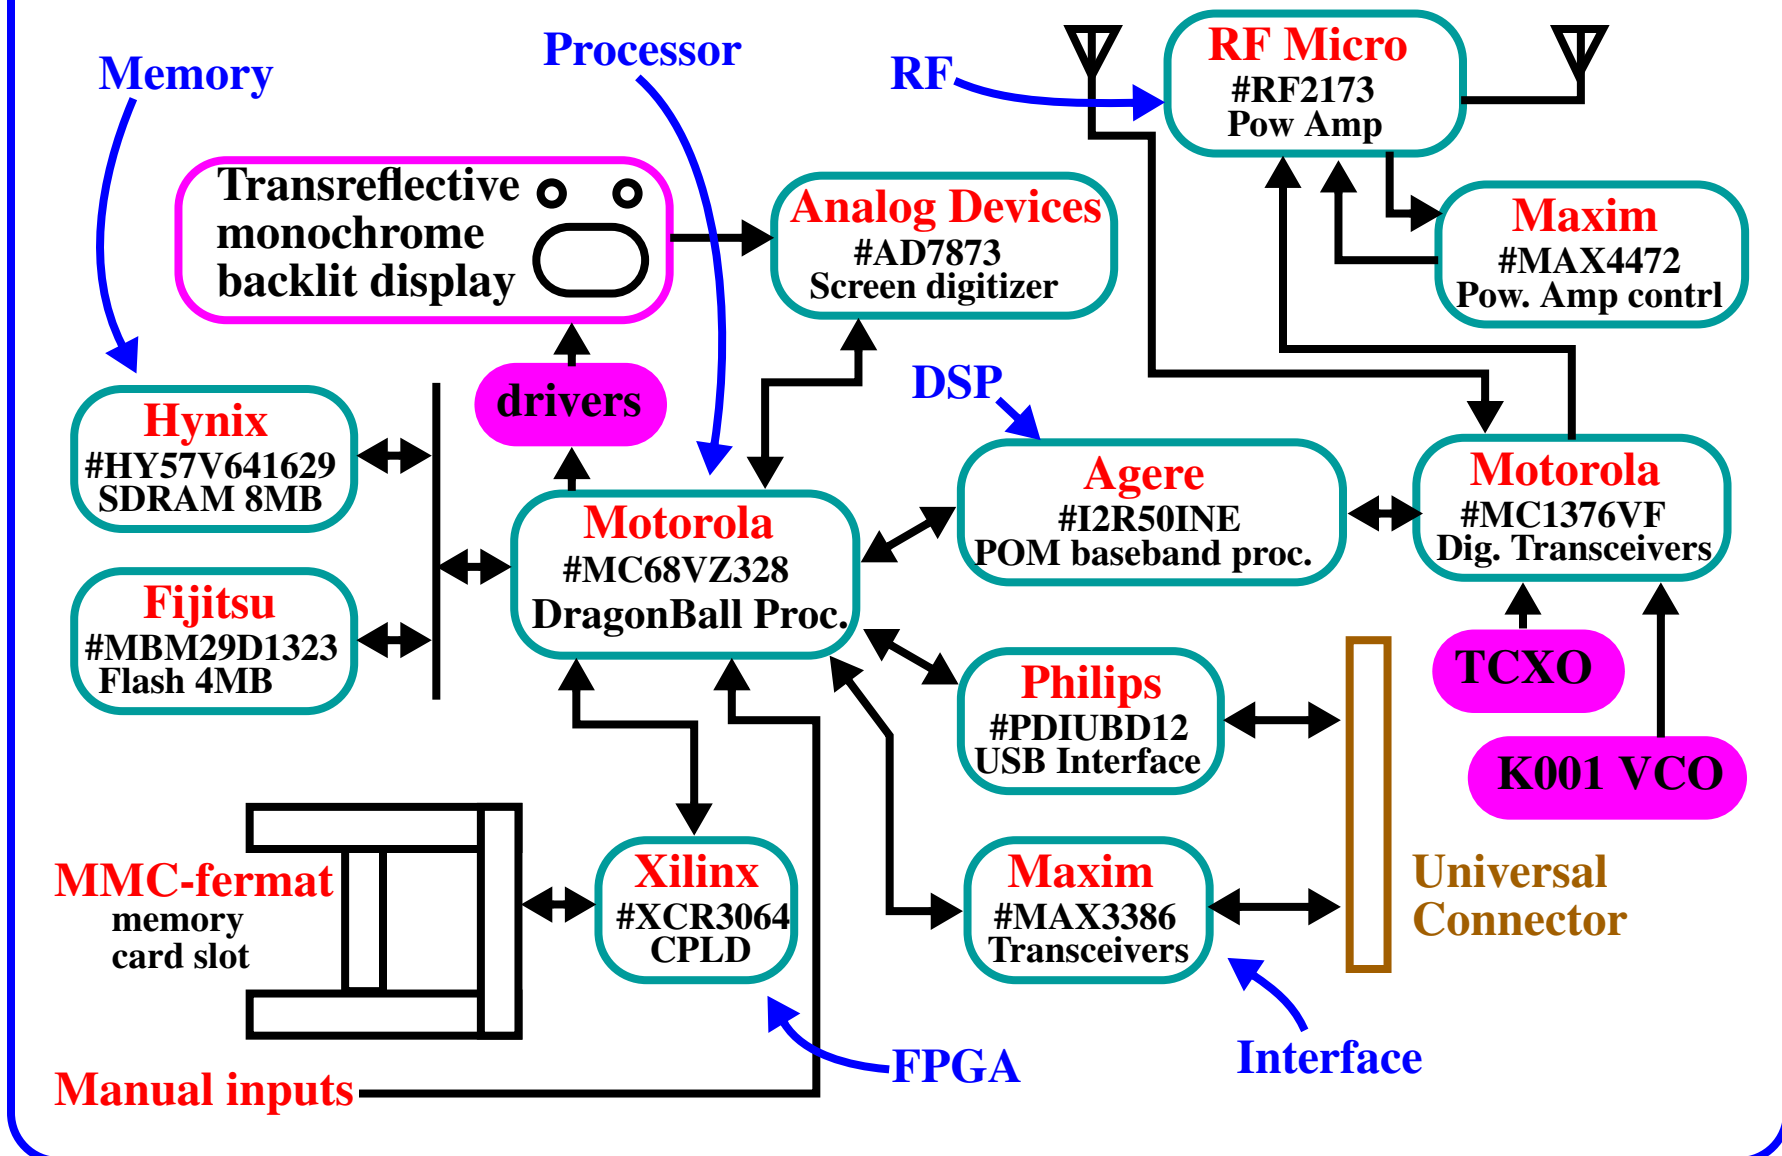 Memory
Processor
RF
RF Micro
#RF2173
Pow Amp
Transreflective
monochrome
backlit display
Analog Devices
#AD7873
Screen digitizer
Maxim
#MAX4472
Pow. Amp contrl
drivers
DSP
Hynix
#HY57V641629
SDRAM 8MB
Motorola
#MC68VZ328
DragonBall Proc.
Agere
#I2R50INE
POM baseband proc.
Motorola
#MC1376VF
Dig. Transceivers
Fijitsu
#MBM29D1323
Flash 4MB
Philips
#PDIUBD12
USB Interface
TCXO
K001 VCO
MMC-fermat
memory
card slot
Xilinx
#XCR3064
CPLD
Maxim
#MAX3386
Transceivers
Universal
Connector
FPGA
Interface
Manual inputs